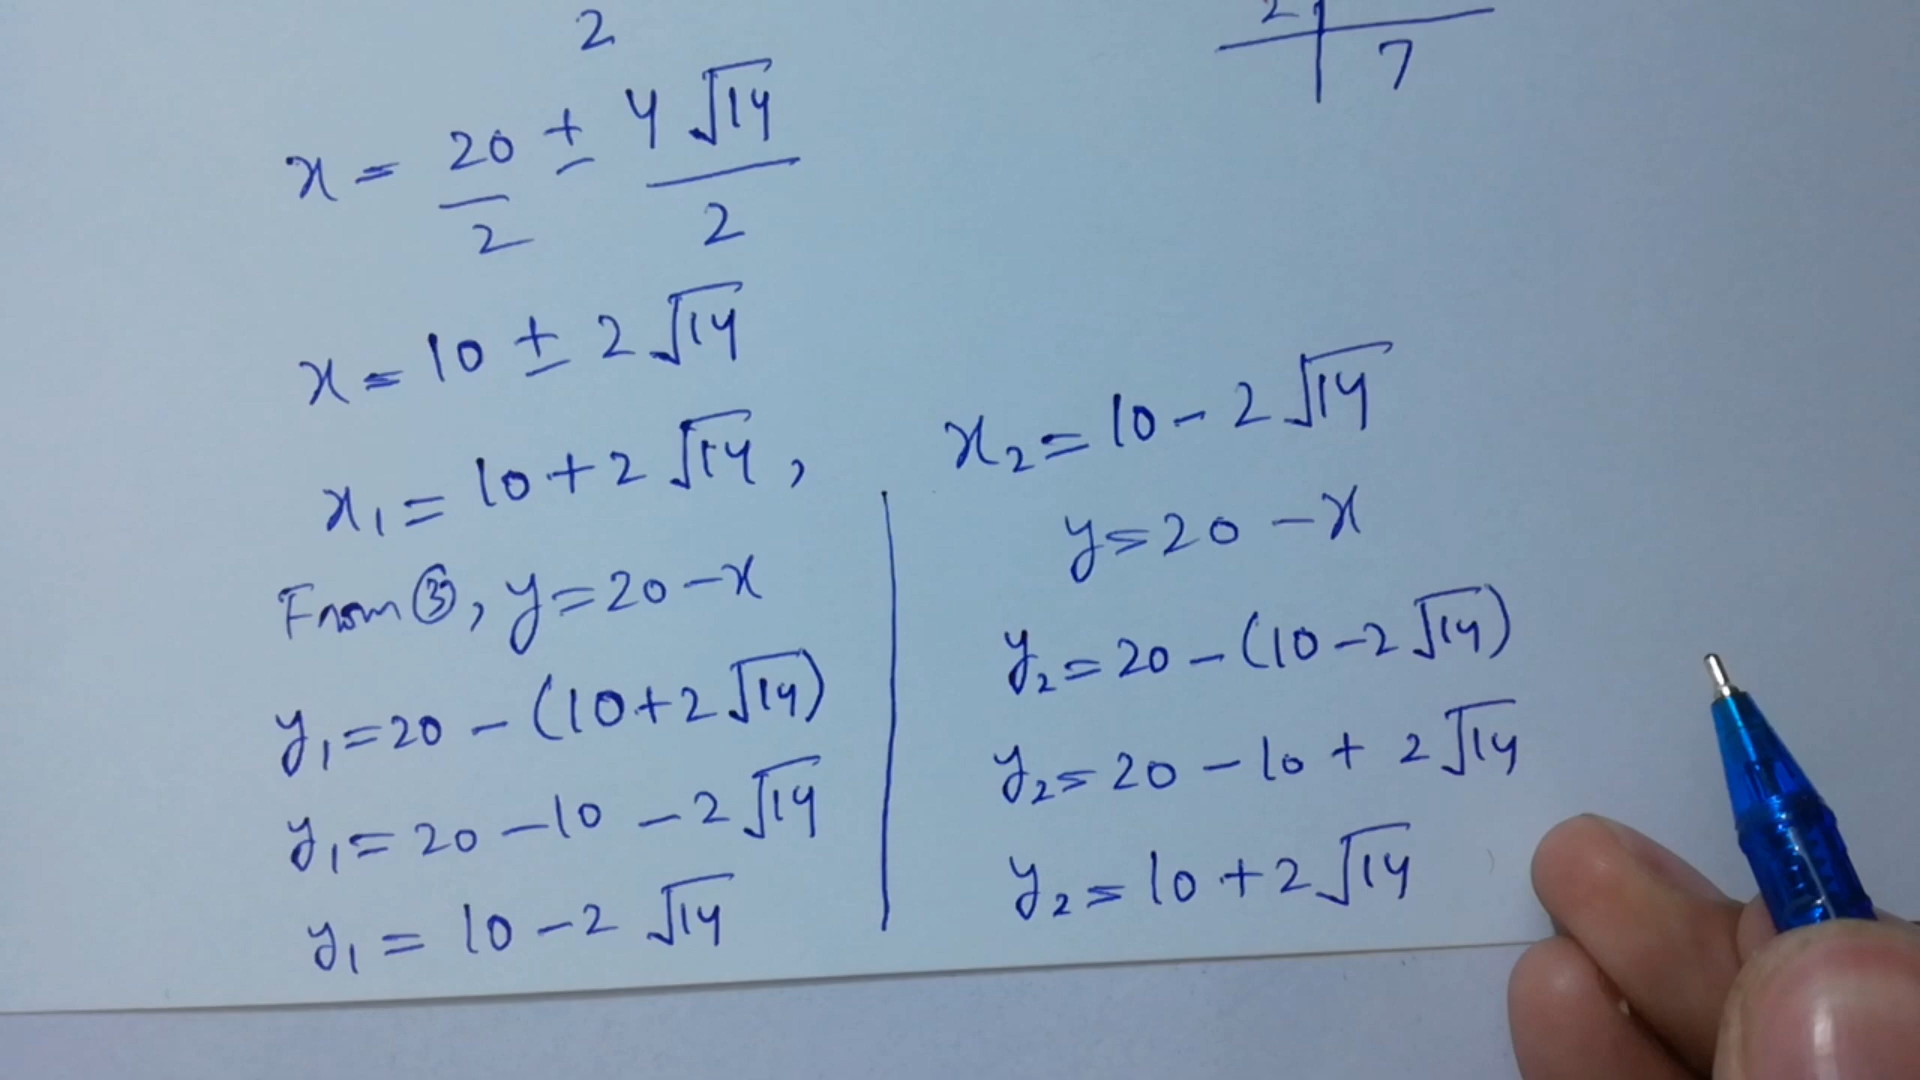 2
x = 20/2 ± 4√14/2
x = 10 ± 2√14
x₁ = 10 + 2√14 ,
From ③, y = 20 - x
y₁ = 20 - (10 + 2√14)
y₁ = 20 - 10 - 2√14
y₁ = 10 - 2√14
7
x₂ = 10 - 2√14
y = 20 - x
y₂ = 20 - (10 - 2√14)
y₂ = 20 - 10 + 2√14
y₂ = 10 + 2√14